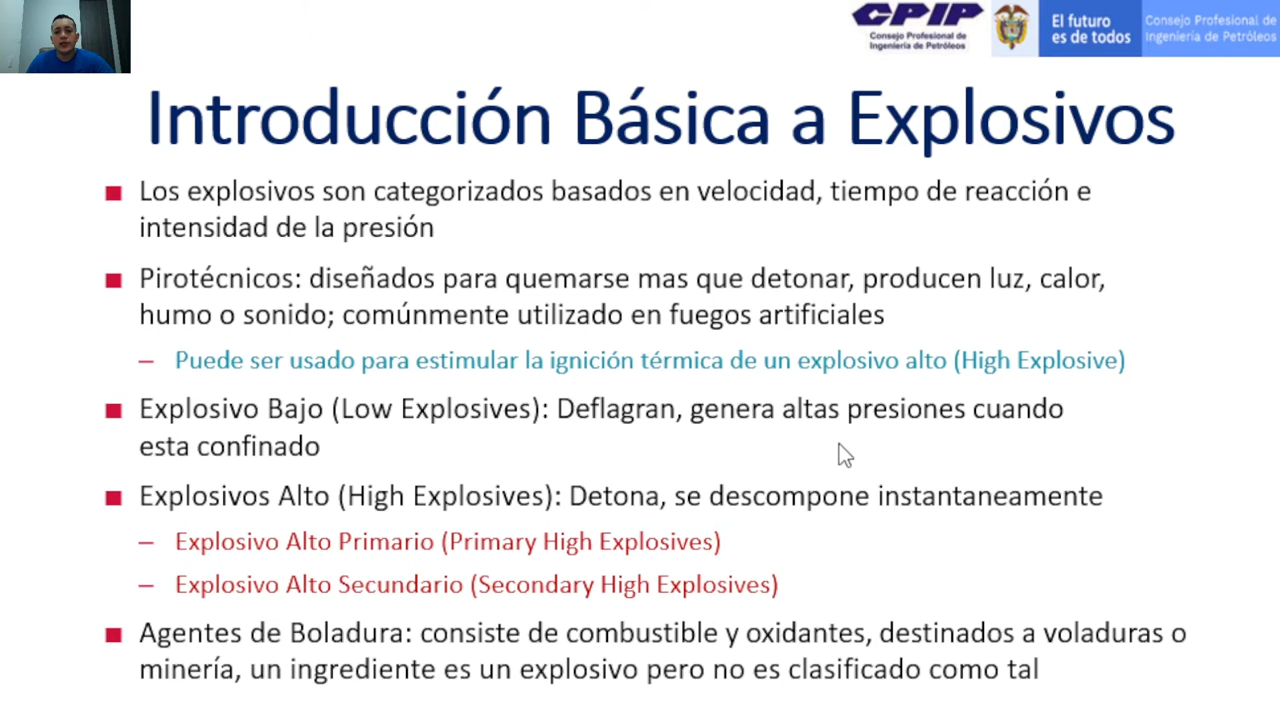 CPIP
Consejo Profesional de
Ingeniería de Petróleos
El futuro
es de todos
Consejo Profesional de
Ingeniería de Petróleos
Introducción Básica a Explosivos
Los explosivos son categorizados basados en velocidad, tiempo de reacción e
intensidad de la presión
Pirotécnicos: diseñados para quemarse mas que detonar, producen luz, calor,
humo o sonido; comúnmente utilizado en fuegos artificiales
– Puede ser usado para estimular la ignición térmica de un explosivo alto (High Explosive)
Explosivo Bajo (Low Explosives): Deflagran, genera altas presiones cuando
esta confinado
Explosivos Alto (High Explosives): Detona, se descompone instantaneamente
– Explosivo Alto Primario (Primary High Explosives)
– Explosivo Alto Secundario (Secondary High Explosives)
Agentes de Boladura: consiste de combustible y oxidantes, destinados a voladuras o
minería, un ingrediente es un explosivo pero no es clasificado como tal